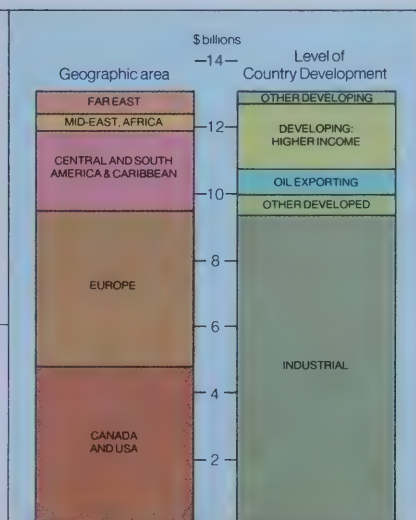 $ billions
Geographic area
Level of
Country Development
14
12
10
8
6
4
2
FAR EAST
MID-EAST, AFRICA
CENTRAL AND SOUTH
AMERICA & CARIBBEAN
EUROPE
CANADA
AND USA
OTHER DEVELOPING
DEVELOPING:
HIGHER INCOME
OIL EXPORTING
OTHER DEVELOPED
INDUSTRIAL